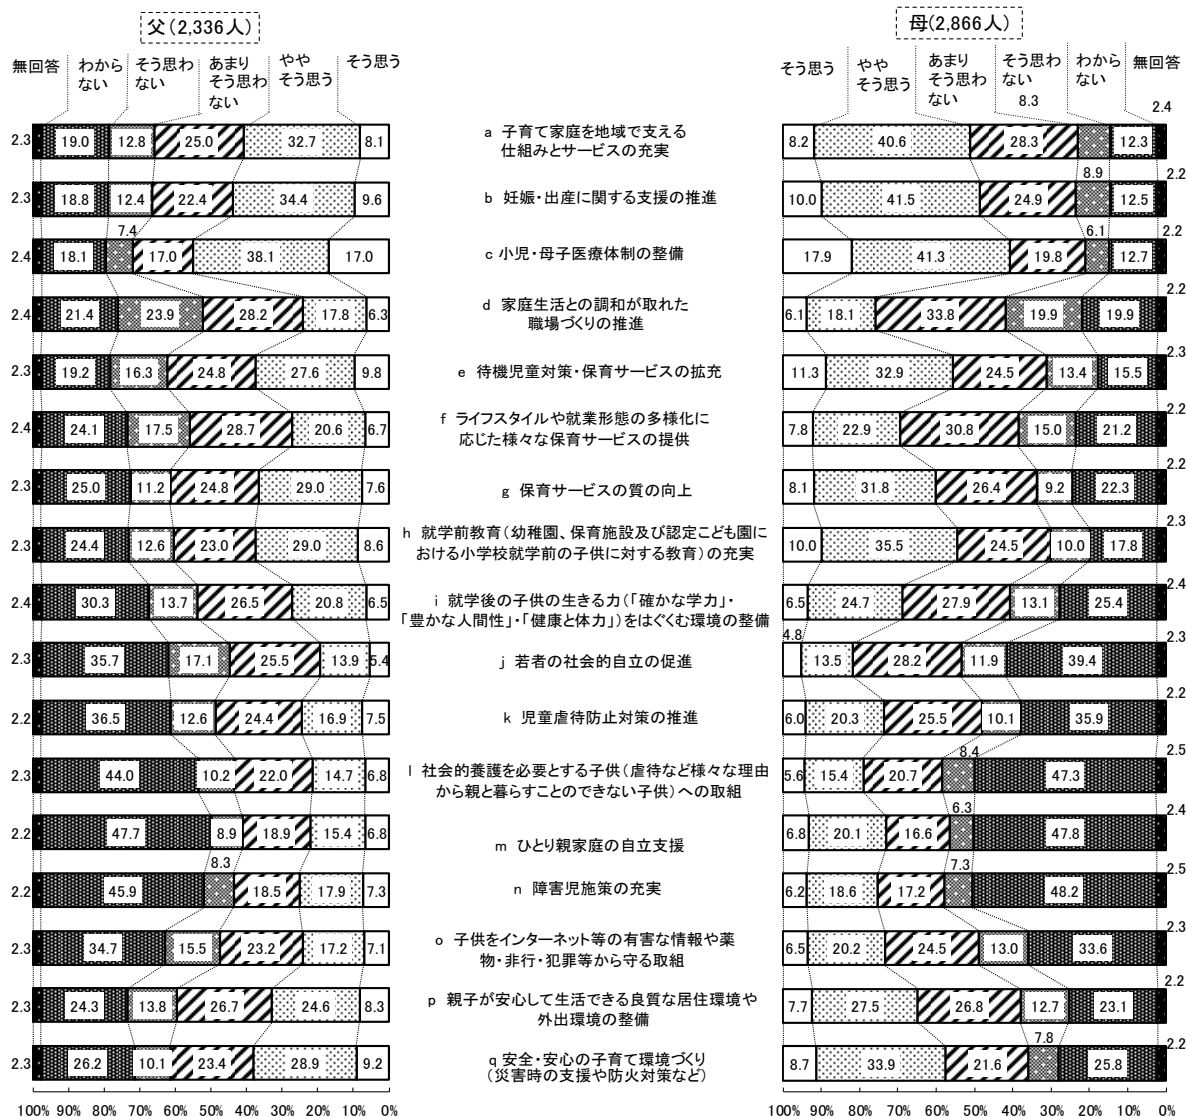 父(2,336人)
母(2,866人)
無回答
わから
ない
そう思わ
ない
あまり
そう思わ
ない
やや
そう思う
そう思う
そう思う
やや
そう思う
あまり
そう思わ
ない
そう思わ
ない
わから
ない
無回答
8.3
2.4
2.3 19.0 12.8 25.0 32.7 8.1
a 子育て家庭を地域で支える
仕組みとサービスの充実
8.2 40.6 28.3 12.3
8.9 2.2
2.3 18.8 12.4 22.4 34.4 9.6
b 妊娠・出産に関する支援の推進
10.0 41.5 24.9 12.5
7.4
6.1 2.2
2.4 18.1 17.0 38.1 17.0
c 小児・母子医療体制の整備
17.9 41.3 19.8 12.7
2.2
2.4 21.4 23.9 28.2 17.8 6.3
d 家庭生活との調和が取れた
職場づくりの推進
6.1 18.1 33.8 19.9 19.9
2.3
2.3 19.2 16.3 24.8 27.6 9.8
e 待機児童対策・保育サービスの拡充
11.3 32.9 24.5 13.4 15.5
2.2
2.4 24.1 17.5 28.7 20.6 6.7
f ライフスタイルや就業形態の多様化に
応じた様々な保育サービスの提供
7.8 22.9 30.8 15.0 21.2
2.2
2.3 25.0 11.2 24.8 29.0 7.6
g 保育サービスの質の向上
8.1 31.8 26.4 9.2 22.3
2.3
2.3 24.4 12.6 23.0 29.0 8.6
h 就学前教育(幼稚園、保育施設及び認定こども園に
おける小学校就学前の子供に対する教育)の充実
10.0 35.5 24.5 10.0 17.8
2.2
2.4 30.3 13.7 26.5 20.8 6.5
i 就学後の子供の生きる力(「確かな学力」・
「豊かな人間性」・「健康と体力」)をはぐくむ環境の整備
6.5 24.7 27.9 13.1 25.4
4.8 2.3
2.3 35.7 17.1 25.5 13.9 5.4
j 若者の社会的自立の促進
13.5 28.2 11.9 39.4
2.2
2.2 36.5 12.6 24.4 16.9 7.5
k 児童虐待防止対策の推進
6.0 20.3 25.5 10.1 35.9
8.4 2.5
2.3 44.0 10.2 22.0 14.7 6.8
l 社会的養護を必要とする子供(虐待など様々な理由
から親と暮らすことのできない子供)への取組
5.6 15.4 20.7 47.3
6.3 2.4
2.2 47.7 8.9 18.9 15.4 6.8
m ひとり親家庭の自立支援
6.8 20.1 16.6 47.8
8.3
7.3 2.5
2.2 45.9 18.5 17.9 7.3
n 障害児施策の充実
6.2 18.6 17.2 48.2
2.3
2.3 34.7 15.5 23.2 17.2 7.1
o 子供をインターネット等の有害な情報や薬
物・非行・犯罪等から守る取組
6.5 20.2 24.5 13.0 33.6
2.2
2.3 24.3 13.8 26.7 24.6 8.3
p 親子が安心して生活できる良質な居住環境や
外出環境の整備
7.7 27.5 26.8 12.7 23.1
7.8 2.2
2.3 26.2 10.1 23.4 28.9 9.2
q 安全・安心の子育て環境づくり
(災害時の支援や防火対策など)
8.7 33.9 21.6 25.8
100% 90% 80% 70% 60% 50% 40% 30% 20% 10% 0%
100% 90% 80% 70% 60% 50% 40% 30% 20% 10% 0%